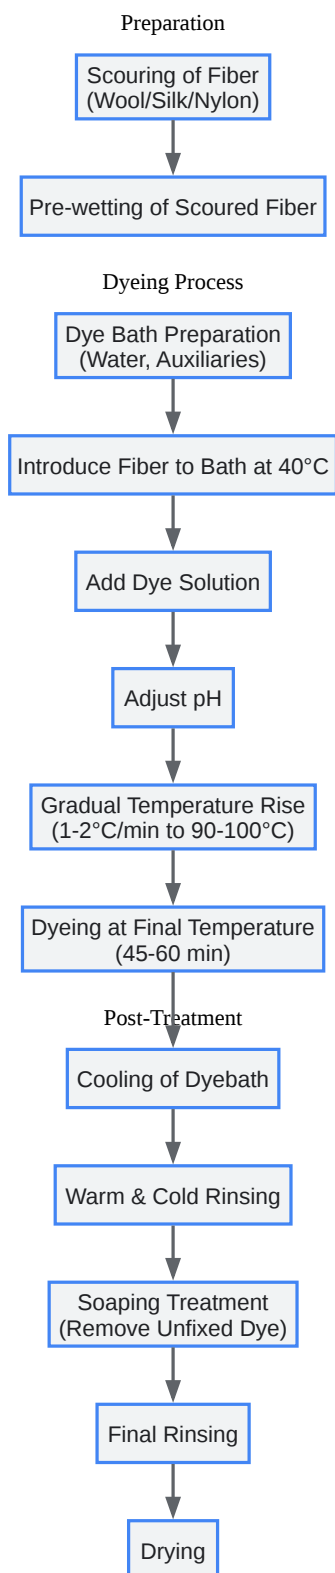 Preparation
Scouring of Fiber
(Wool/Silk/Nylon)
Pre-wetting of Scoured Fiber
Dyeing Process
Dye Bath Preparation
(Water, Auxiliaries)
Introduce Fiber to Bath at 40°C
Add Dye Solution
Adjust pH
Gradual Temperature Rise
(1-2°C/min to 90-100°C)
Dyeing at Final Temperature
(45-60 min)
Post-Treatment
Cooling of Dyebath
Warm & Cold Rinsing
Soaping Treatment
(Remove Unfixed Dye)
Final Rinsing
Drying